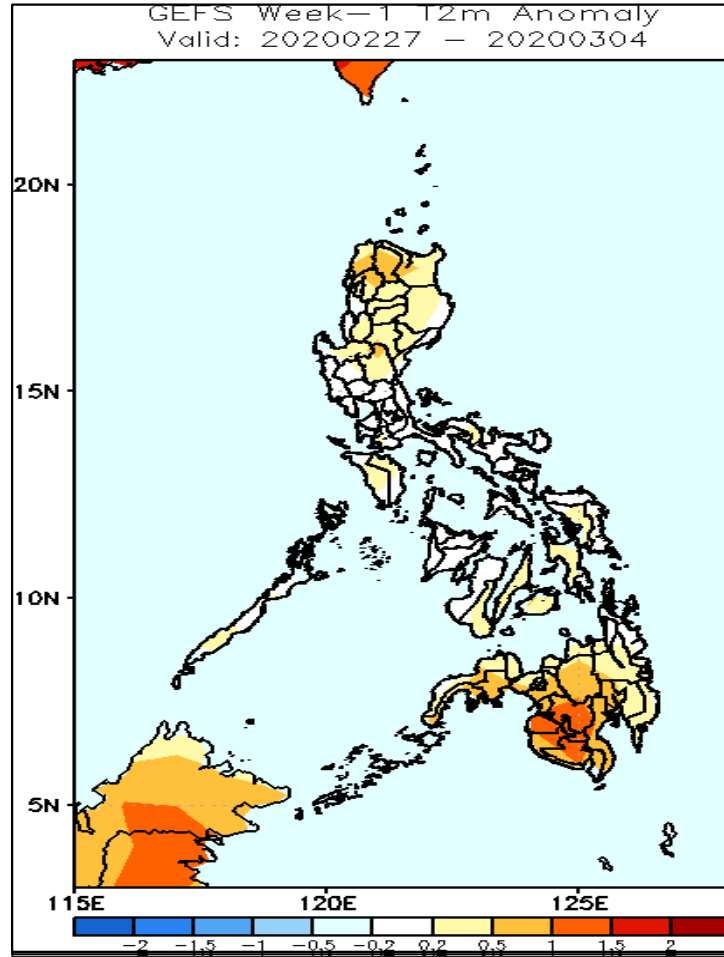 GEFS Week-1 T2m Anomaly
Valid: 20200227 - 20200304
20N
15N
10N
5N
115E 120E 125E
-2 -1.5 -1 -0.5 -0.2 0.2 0.5 1 1.5 2